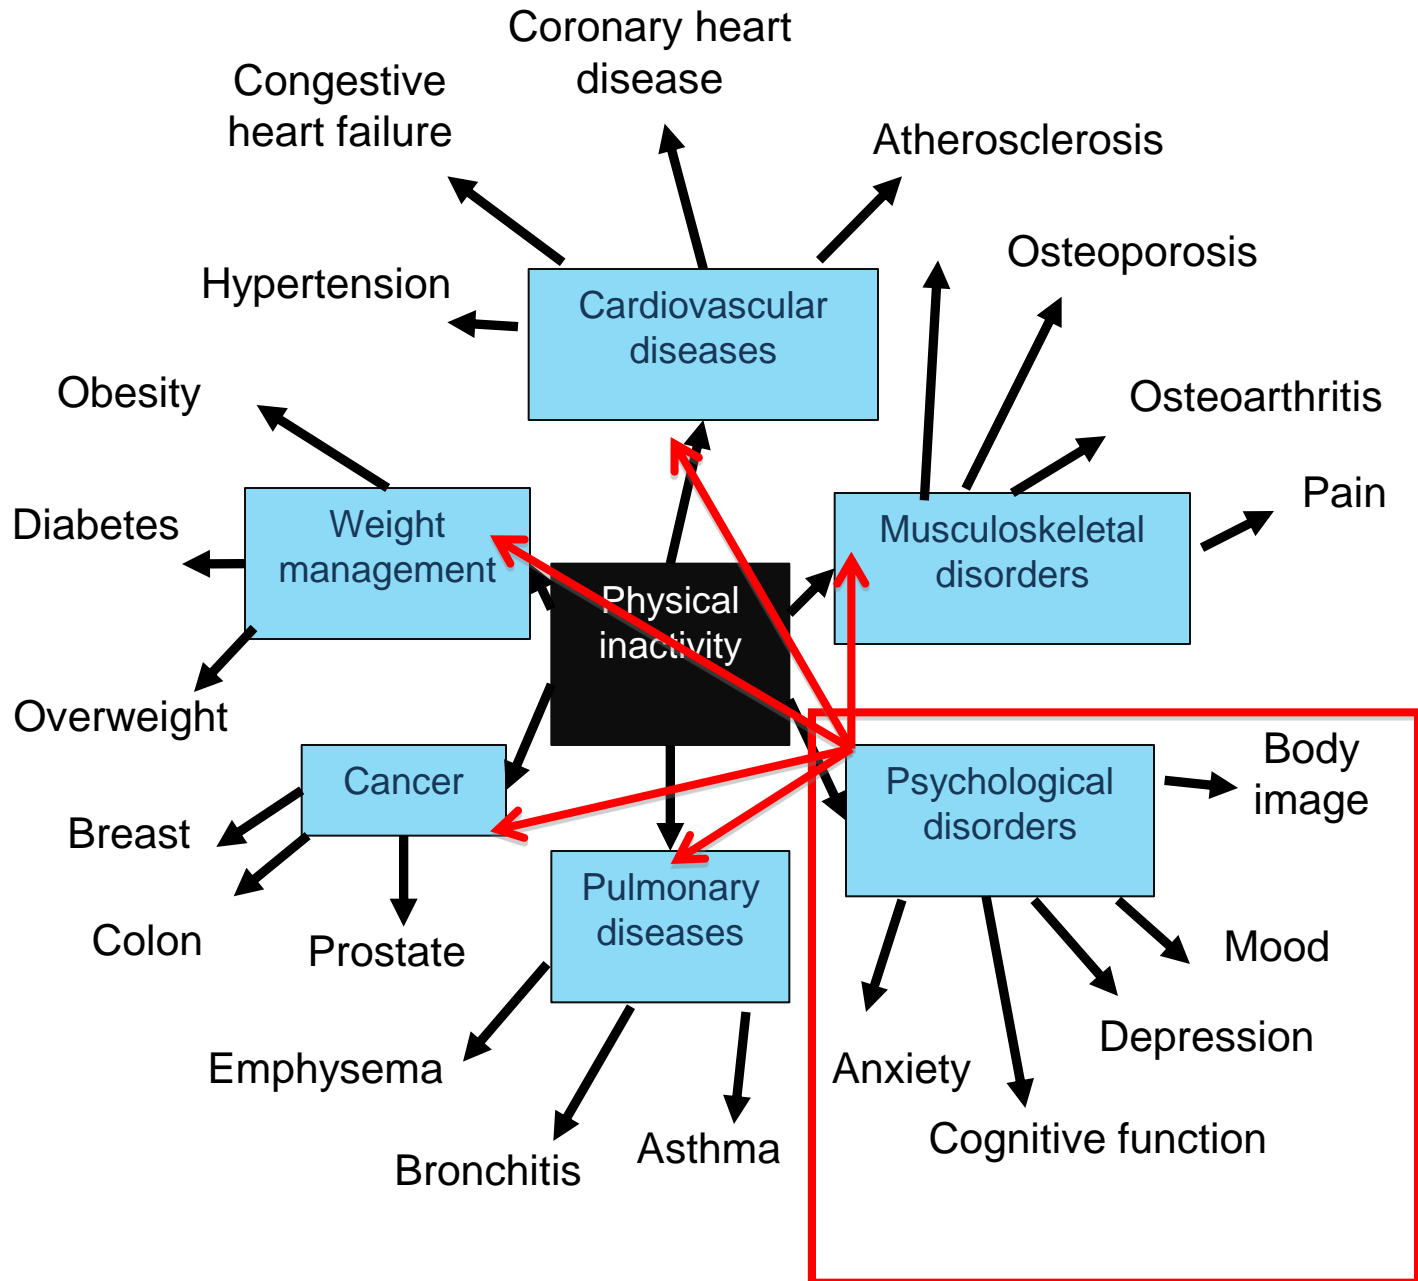 Coronary heart
disease
Congestive
heart failure
Atherosclerosis
Hypertension
Cardiovascular
diseases
Osteoporosis
Obesity
Osteoarthritis
Diabetes
Weight
management
Musculoskeletal
disorders
Pain
Physical
inactivity
Overweight
Cancer
Psychological
disorders
Body
image
Breast
Colon
Prostate
Pulmonary
diseases
Mood
Emphysema
Anxiety
Depression
Bronchitis
Asthma
Cognitive function